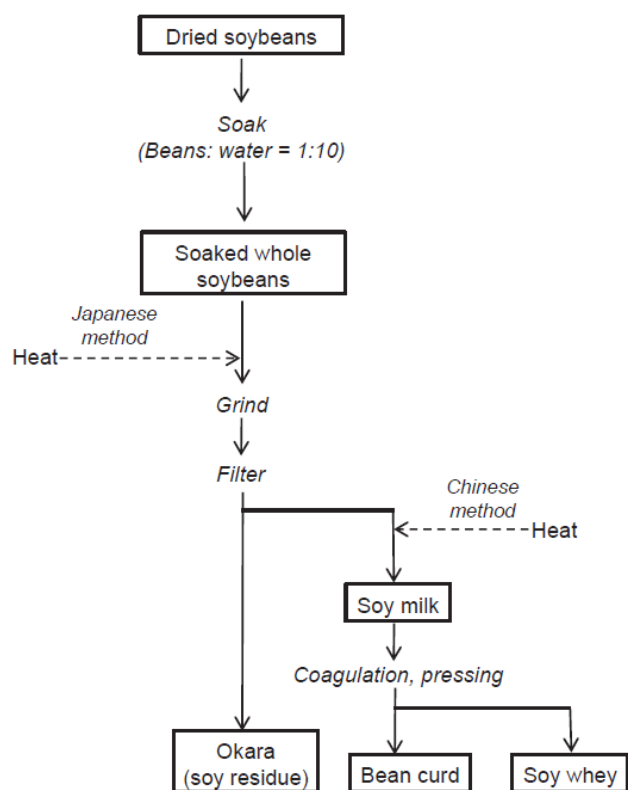 Dried soybeans
Soak
(Beans: water = 1:10)
Soaked whole
soybeans
Japanese
method
Heat
Grind
Filter
Chinese
method
Heat
Soy milk
Coagulation, pressing
Okara
(soy residue)
Bean curd
Soy whey